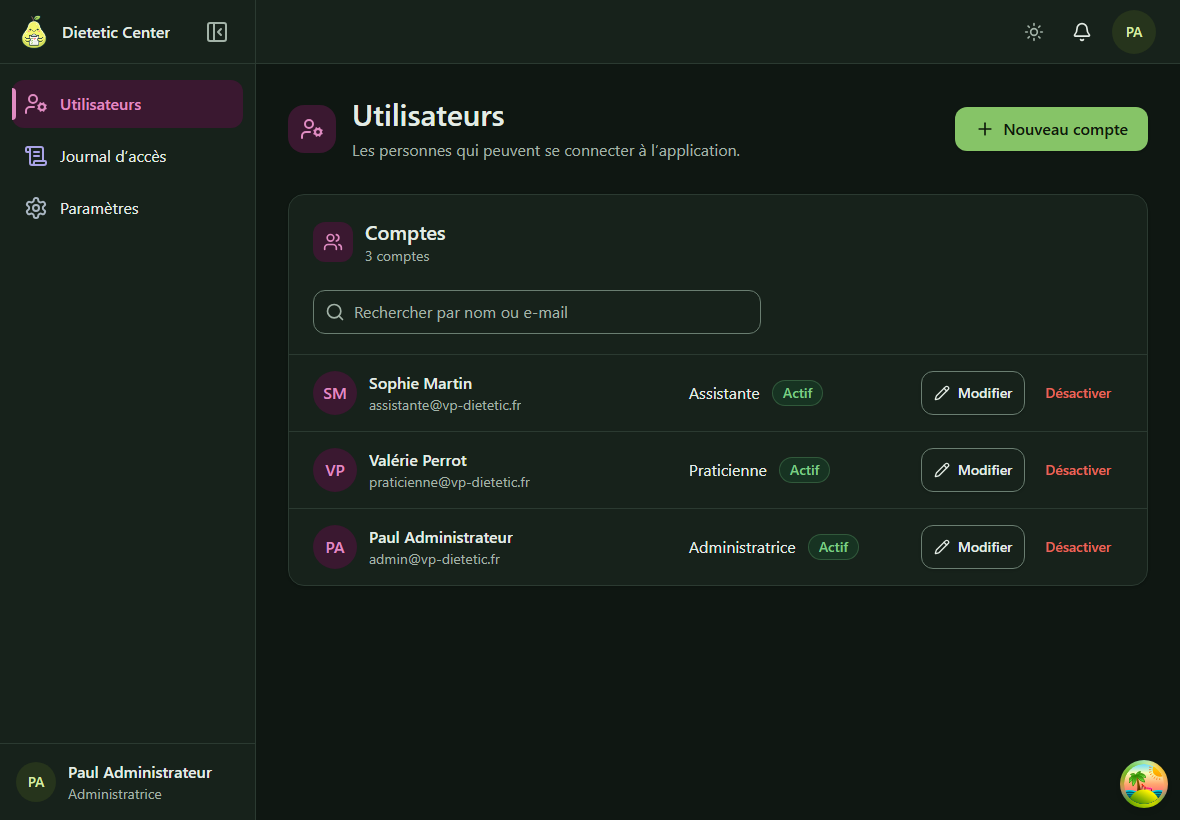 Dietetic Center
PA
Utilisateurs
Journal d'accès
Paramètres
Utilisateurs
Les personnes qui peuvent se connecter à l'application.
Nouveau compte
Comptes
3 comptes
Rechercher par nom ou e-mail
SM
Sophie Martin
assistante@vp-dietetic.fr
Assistante
Actif
Modifier
Désactiver
VP
Valérie Perrot
praticienne@vp-dietetic.fr
Praticienne
Actif
Modifier
Désactiver
PA
Paul Administrateur
admin@vp-dietetic.fr
Administratrice
Actif
Modifier
Désactiver
PA
Paul Administrateur
Administratrice